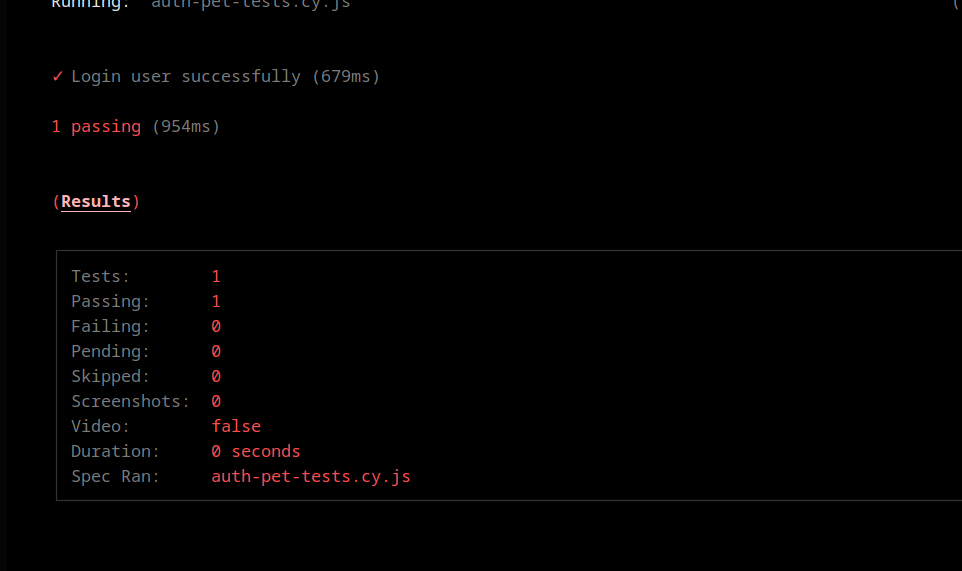 Running: auth-pet-tests.cy.js (
✓ Login user successfully (679ms)
1 passing (954ms)
(Results)
Tests: 1
Passing: 1
Failing: 0
Pending: 0
Skipped: 0
Screenshots: 0
Video: false
Duration: 0 seconds
Spec Ran: auth-pet-tests.cy.js